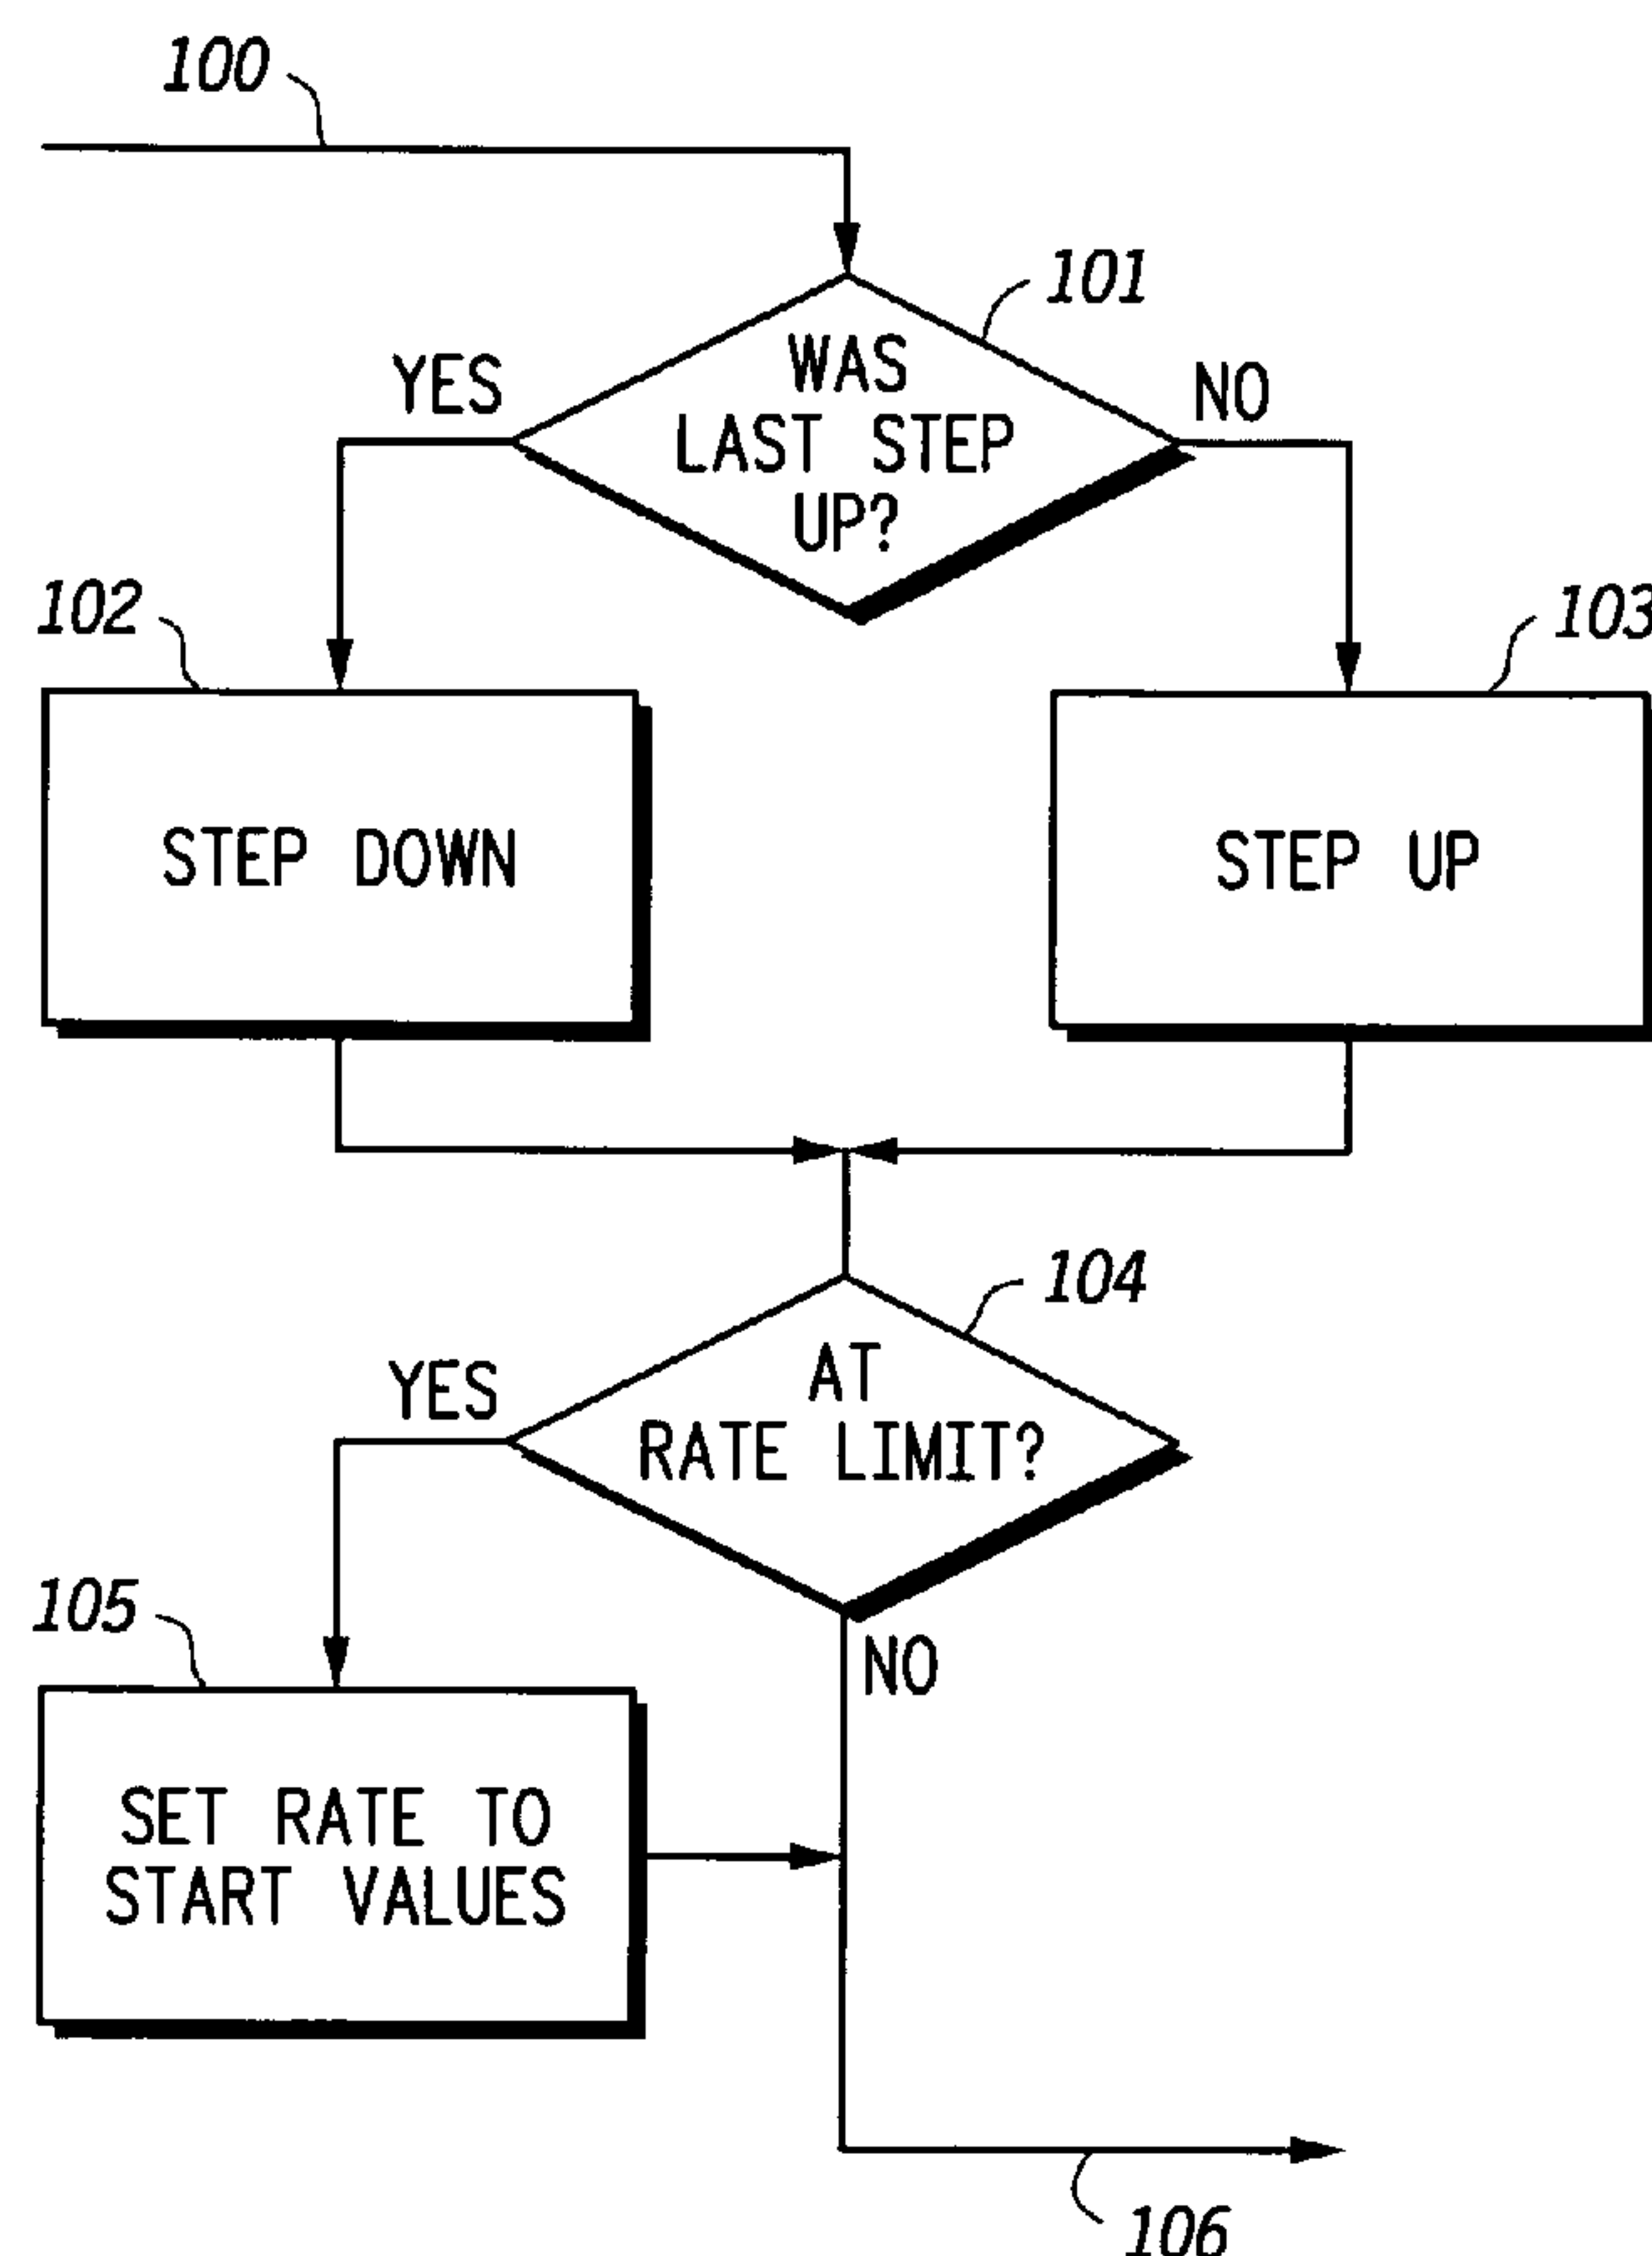 100
101
YES
WAS
LAST STEP
UP?
NO
102
103
STEP DOWN
STEP UP
104
YES
AT
RATE LIMIT?
105
NO
SET RATE TO
START VALUES
106